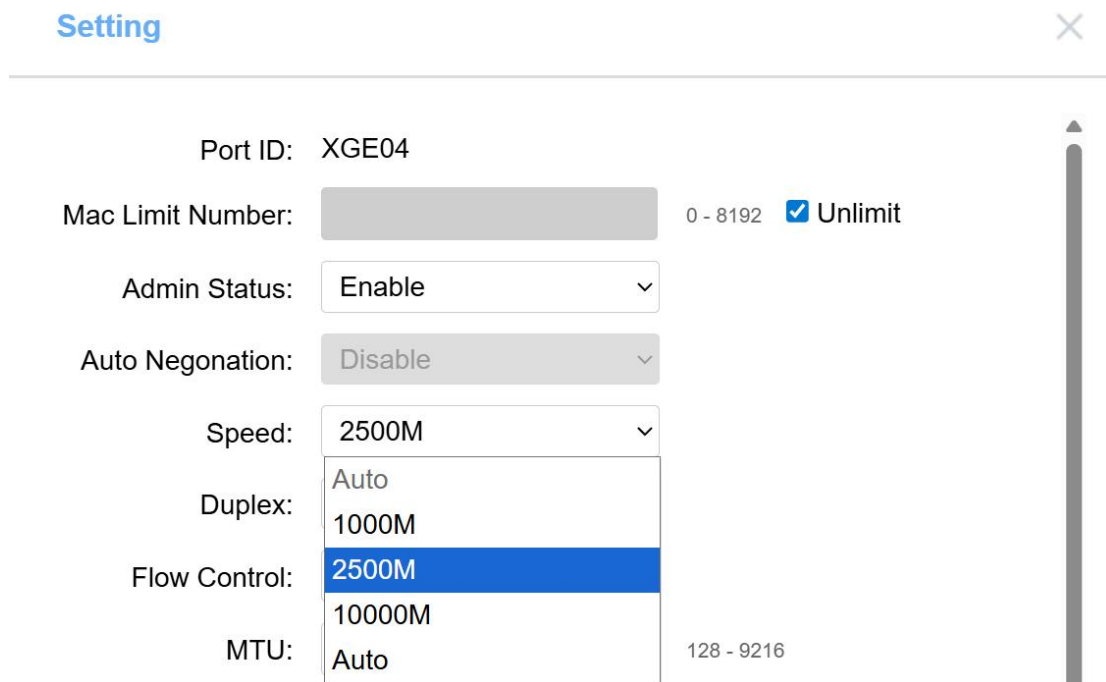 Setting
Port ID: XGE04
Mac Limit Number: 0 - 8192 Unlimit
Admin Status: Enable
Auto Negonation: Disable
Speed: 2500M
Auto
Duplex:
1000M
2500M
Flow Control:
10000M
MTU: 128 - 9216
Auto